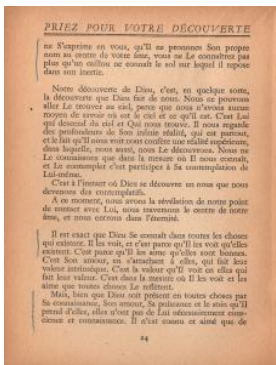 PRIEZ POUR VOTRE DÉCOUVERTE
ne S'exprime en vous, qu'Il ne prononce Son propre
nom au centre de votre âme, vous ne Le connaîtrez pas
plus qu'un caillou ne connaît le sol sur lequel il repose
dans son inertie.
Notre découverte de Dieu, c'est, en quelque sorte,
la découverte que Dieu fait de nous. Nous ne pouvons
aller Le trouver au ciel, parce que nous n'avons aucun
moyen de savoir où est le ciel et ce qu'il est. C'est Lui
qui descend du ciel et Qui nous trouve. Il nous regarde
des profondeurs de Son infinie réalité, qui est partout,
et le fait qu'Il nous voit nous confère une réalité supérieure,
dans laquelle, nous aussi, nous Le découvrons. Nous ne
Le connaissons que dans la mesure où Il nous connaît,
et Le contempler c'est participer à Sa contemplation de
Lui-même.
C'est à l'instant où Dieu se découvre en nous que nous
devenons des contemplatifs.
A ce moment, nous avons la révélation de notre point
de contact avec Lui, nous traversons le centre de notre
âme, et nous entrons dans l'éternité.
Il est exact que Dieu Se connaît dans toutes les choses
qui existent. Il les voit, et c'est parce qu'Il les voit qu'elles
existent. C'est parce qu'Il les aime qu'elles sont bonnes.
C'est Son amour, en s'attachant à elles, qui fait leur
valeur intrinsèque. C'est la valeur qu'Il voit en elles qui
fait leur valeur. C'est dans la mesure où Il les voit et les
aime que toutes choses Le reflètent.
Mais, bien que Dieu soit présent en toutes choses par
Sa connaissance, Son amour, Sa puissance et le soin qu'Il
prend d'elles, elles n'ont pas de Lui nécessairement cons-
cience et connaissance. Il n'est connu et aimé que de
24